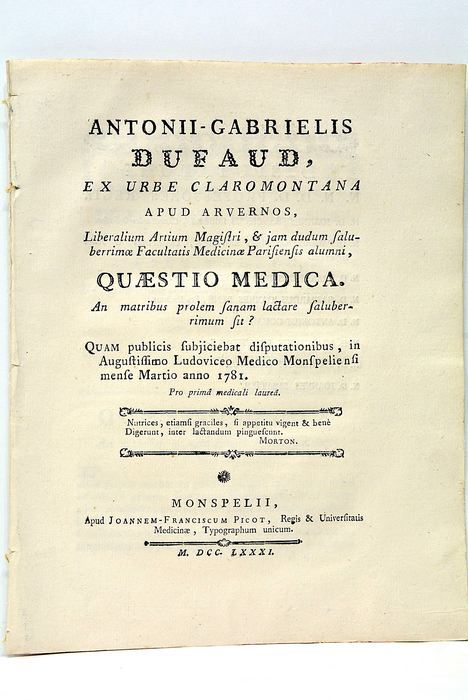 ANTONII-GABRIELIS
DUFAUD,
EX URBE CLAROMONTANA
APUD ARVERNOS,
Liberalium Artium Magiſtri, & jam dudum ſalu-
berrimæ Facultatis Medicinæ Pariſienſis alumni,
QUÆSTIO MEDICA.
An matribus prolem ſanam lactare ſaluber-
rimum ſit?
QUAM publicis ſubjiciebat diſputationibus, in
Auguſtiſſimo Ludoviceo Medico Monſpelienſi
menſe Martio anno 1781.
Pro primâ medicali laureâ.
Nutrices, etiamſi graciles, ſi appetitu vigent & benè
Digerunt, inter lactandum pingueſcunt.
MORTON.
MONSPELII,
Apud JOANNEM-FRANCISCUM PICOT, Regis & Univerſitatis
Medicinæ, Typographum unicum.
M. DCC. LXXXI.